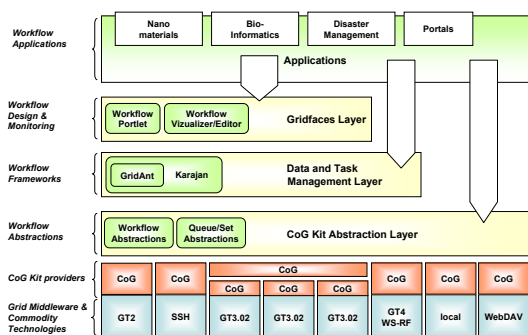 Nano
materials
Bio-
Informatics
Disaster
Management
Portals
Workflow
Applications
Applications
Workflow
Design &
Monitoring
Workflow
Portlet
Workflow
Vizualizer/Editor
Gridfaces Layer
Workflow
Frameworks
GridAnt
Karajan
Data and Task
Management Layer
Workflow
Abstractions
Workflow
Abstractions
Queue/Set
Abstractions
CoG Kit Abstraction Layer
CoG Kit providers
CoG
CoG
CoG
CoG
CoG
CoG
CoG
CoG
CoG
Grid Middleware &
Commodity
Technologies
GT2
SSH
GT3.02
GT3.02
GT3.02
GT4
WS-RF
local
WebDAV